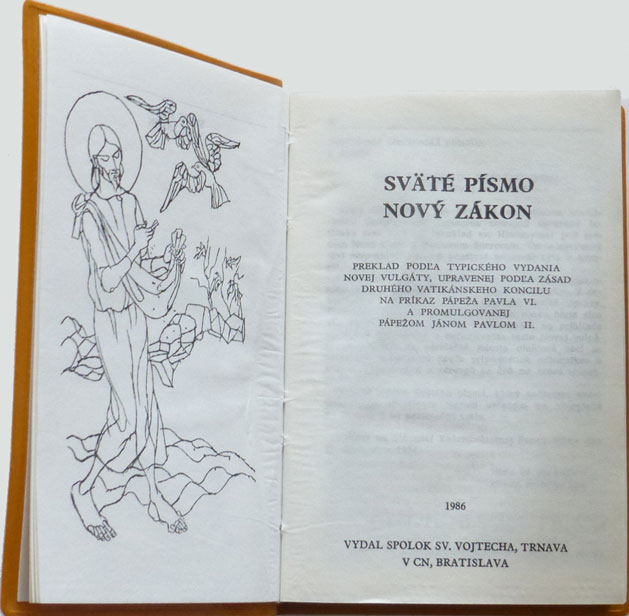 SVÄTÉ PÍSMO
NOVÝ ZÁKON
PREKLAD PODĽA TYPICKÉHO VYDANIA
NOVEJ VULGÁTY, UPRAVENEJ PODĽA ZÁSAD
DRUHÉHO VATIKÁNSKEHO KONCILU
NA PRÍKAZ PÁPEŽA PAVLA VI.
A PROMULGOVANEJ
PÁPEŽOM JÁNOM PAVLOM II.
1986
VYDAL SPOLOK SV. VOJTECHA, TRNAVA
V CN, BRATISLAVA